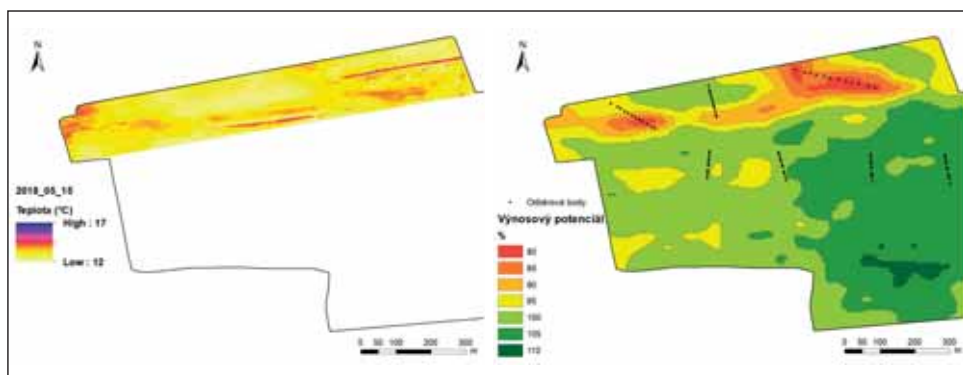 N
2018_05_15
Teplota (°C)
High : 17
Low : 12
0 50 100 200 300
m
N
Odběrové body
Výnosový potenciál
%
80
85
90
95
100
105
110
0 50 100 200 300
m